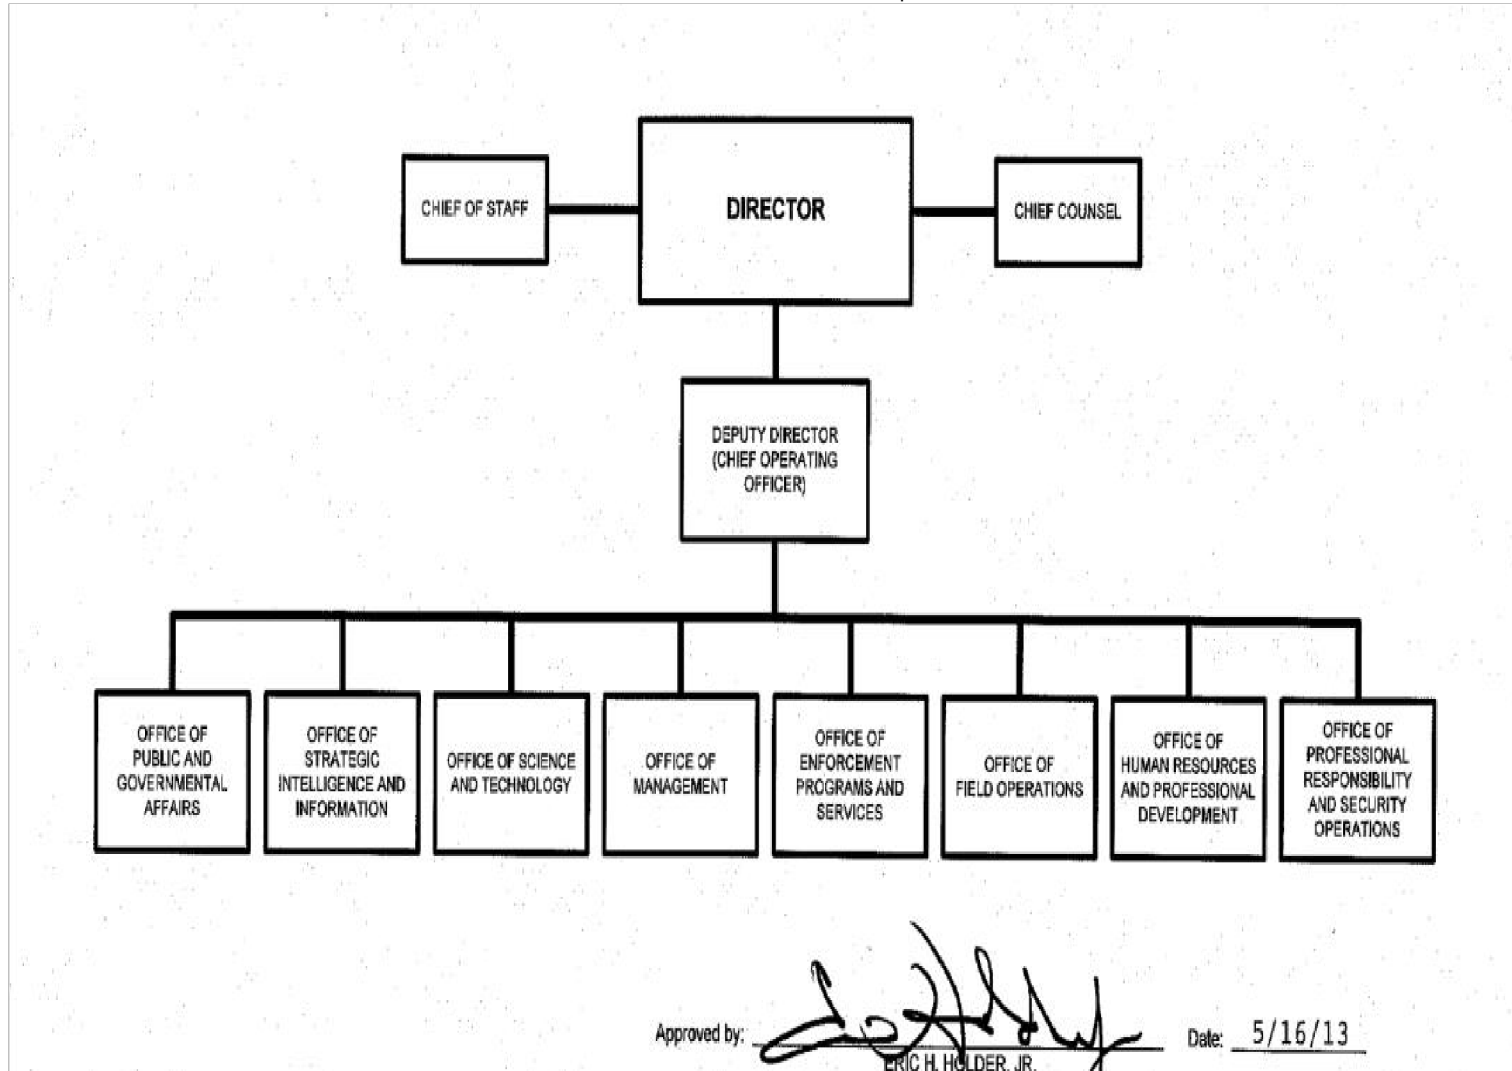 CHIEF OF STAFF
DIRECTOR
CHIEF COUNSEL
DEPUTY DIRECTOR
(CHIEF OPERATING
OFFICER)
OFFICE OF
PUBLIC AND
GOVERNMENTAL
AFFAIRS
OFFICE OF
STRATEGIC
INTELLIGENCE AND
INFORMATION
OFFICE OF SCIENCE
AND TECHNOLOGY
OFFICE OF
MANAGEMENT
OFFICE OF
ENFORCEMENT
PROGRAMS AND
SERVICES
OFFICE OF
FIELD OPERATIONS
OFFICE OF
HUMAN RESOURCES
AND PROFESSIONAL
DEVELOPMENT
OFFICE OF
PROFESSIONAL
RESPONSIBILITY
AND SECURITY
OPERATIONS
Approved by:
ERIC H. HOLDER, JR.
Date: 5/16/13